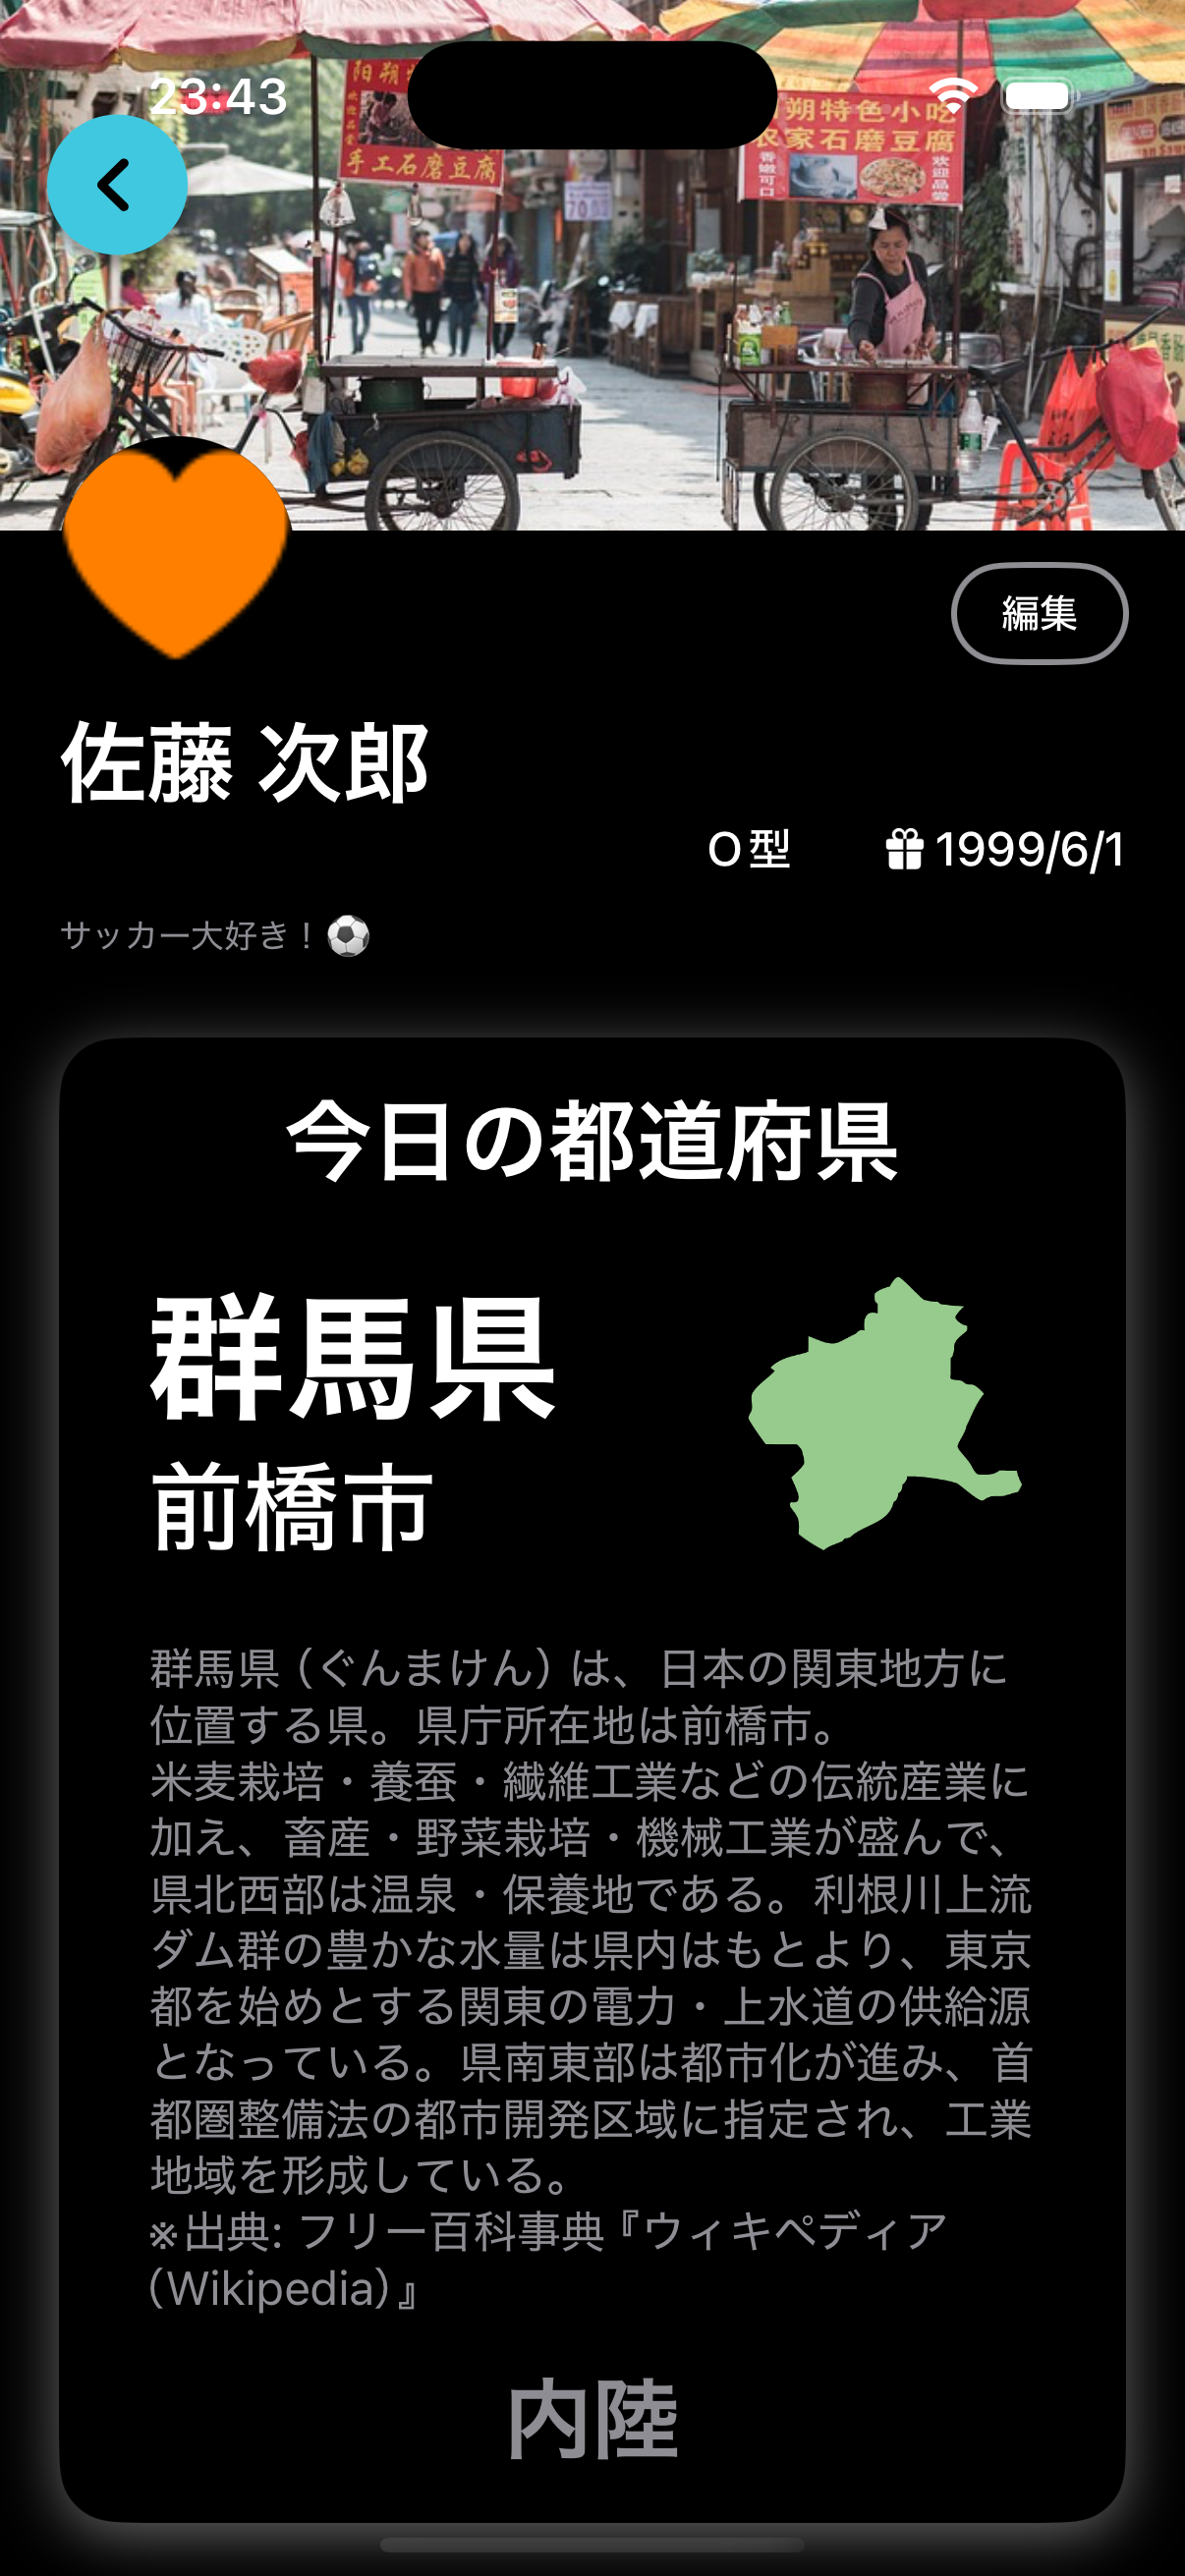 23:43
阳朔
手工石磨豆腐
朔特色小吃
农家石磨豆腐
香嫩可口
欢迎品尝
70
編集
佐藤 次郎
O型
1999/6/1
サッカー大好き！⚽
今日の都道府県
群馬県
前橋市
群馬県（ぐんまけん）は、日本の関東地方に
位置する県。県庁所在地は前橋市。
米麦栽培・養蚕・繊維工業などの伝統産業に
加え、畜産・野菜栽培・機械工業が盛んで、
県北西部は温泉・保養地である。利根川上流
ダム群の豊かな水量は県内はもとより、東京
都を始めとする関東の電力・上水道の供給源
となっている。県南東部は都市化が進み、首
都圏整備法の都市開発区域に指定され、工業
地域を形成している。
※出典: フリー百科事典『ウィキペディア
（Wikipedia）』
内陸